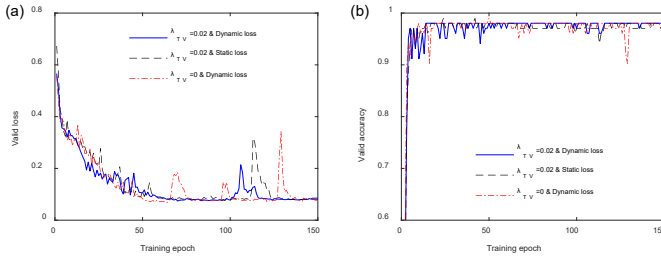 (a)
0.8
0.6
0.4
0.2
0
0
50
100
150
Valid loss
Training epoch
λ TV =0.02 & Dynamic loss
λ TV =0.02 & Static loss
λ TV =0 & Dynamic loss
(b)
1
0.9
0.8
0.7
0.6
0
50
100
150
Valid accuracy
Training epoch
λ TV =0.02 & Dynamic loss
λ TV =0.02 & Static loss
λ TV =0 & Dynamic loss